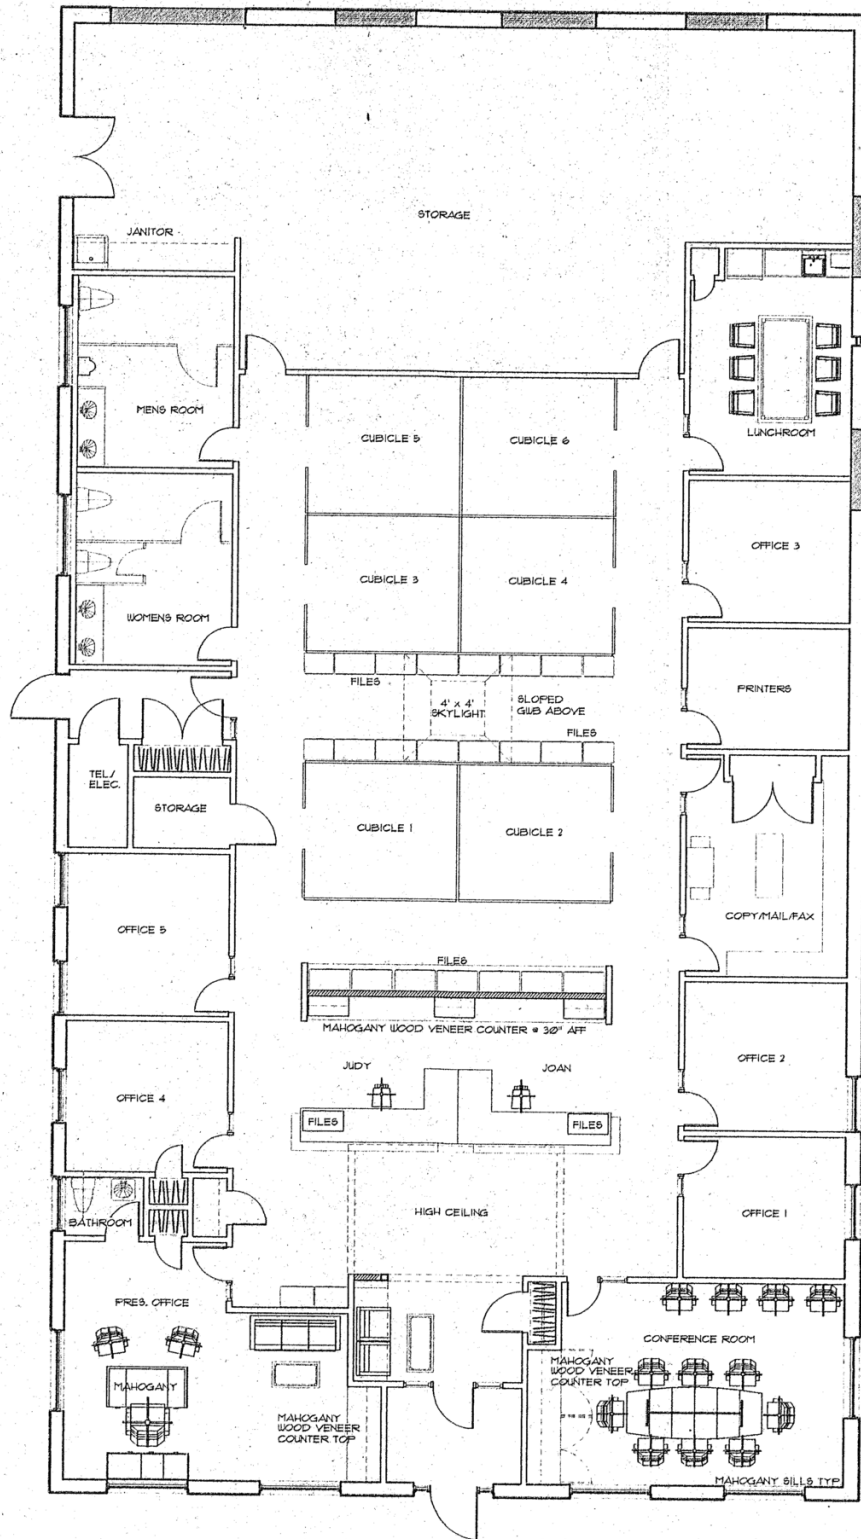 STORAGE
JANITOR
MENS ROOM
CUBICLE 5
CUBICLE 6
LUNCHROOM
CUBICLE 3
CUBICLE 4
OFFICE 3
WOMENS ROOM
FILES
4' x 4'
SKYLIGHT
SLOPED
GWB ABOVE
FILES
PRINTERS
TEL/
ELEC.
STORAGE
CUBICLE 1
CUBICLE 2
COPY/MAIL/FAX
OFFICE 5
FILES
MAHOGANY WOOD VENEER COUNTER @ 30" AFF
JUDY
JOAN
OFFICE 2
OFFICE 4
FILES
FILES
BATHROOM
HIGH CEILING
OFFICE 1
PRES. OFFICE
CONFERENCE ROOM
MAHOGANY
WOOD VENEER
COUNTER TOP
MAHOGANY
MAHOGANY
WOOD VENEER
COUNTER TOP
MAHOGANY SILLS TYP.